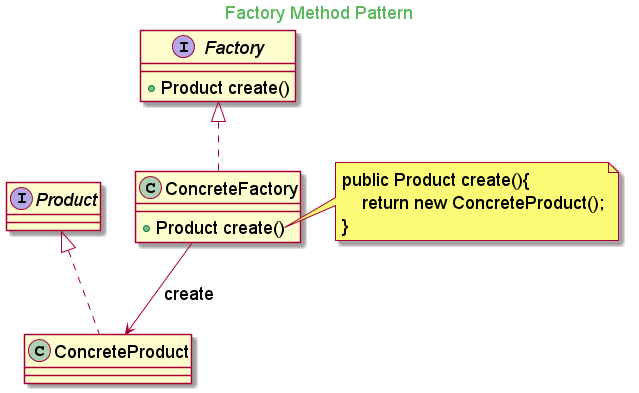 Factory Method Pattern
I Factory
Product create()
C ConcreteFactory
Product create()
public Product create(){
return new ConcreteProduct();
}
I Product
create
C ConcreteProduct